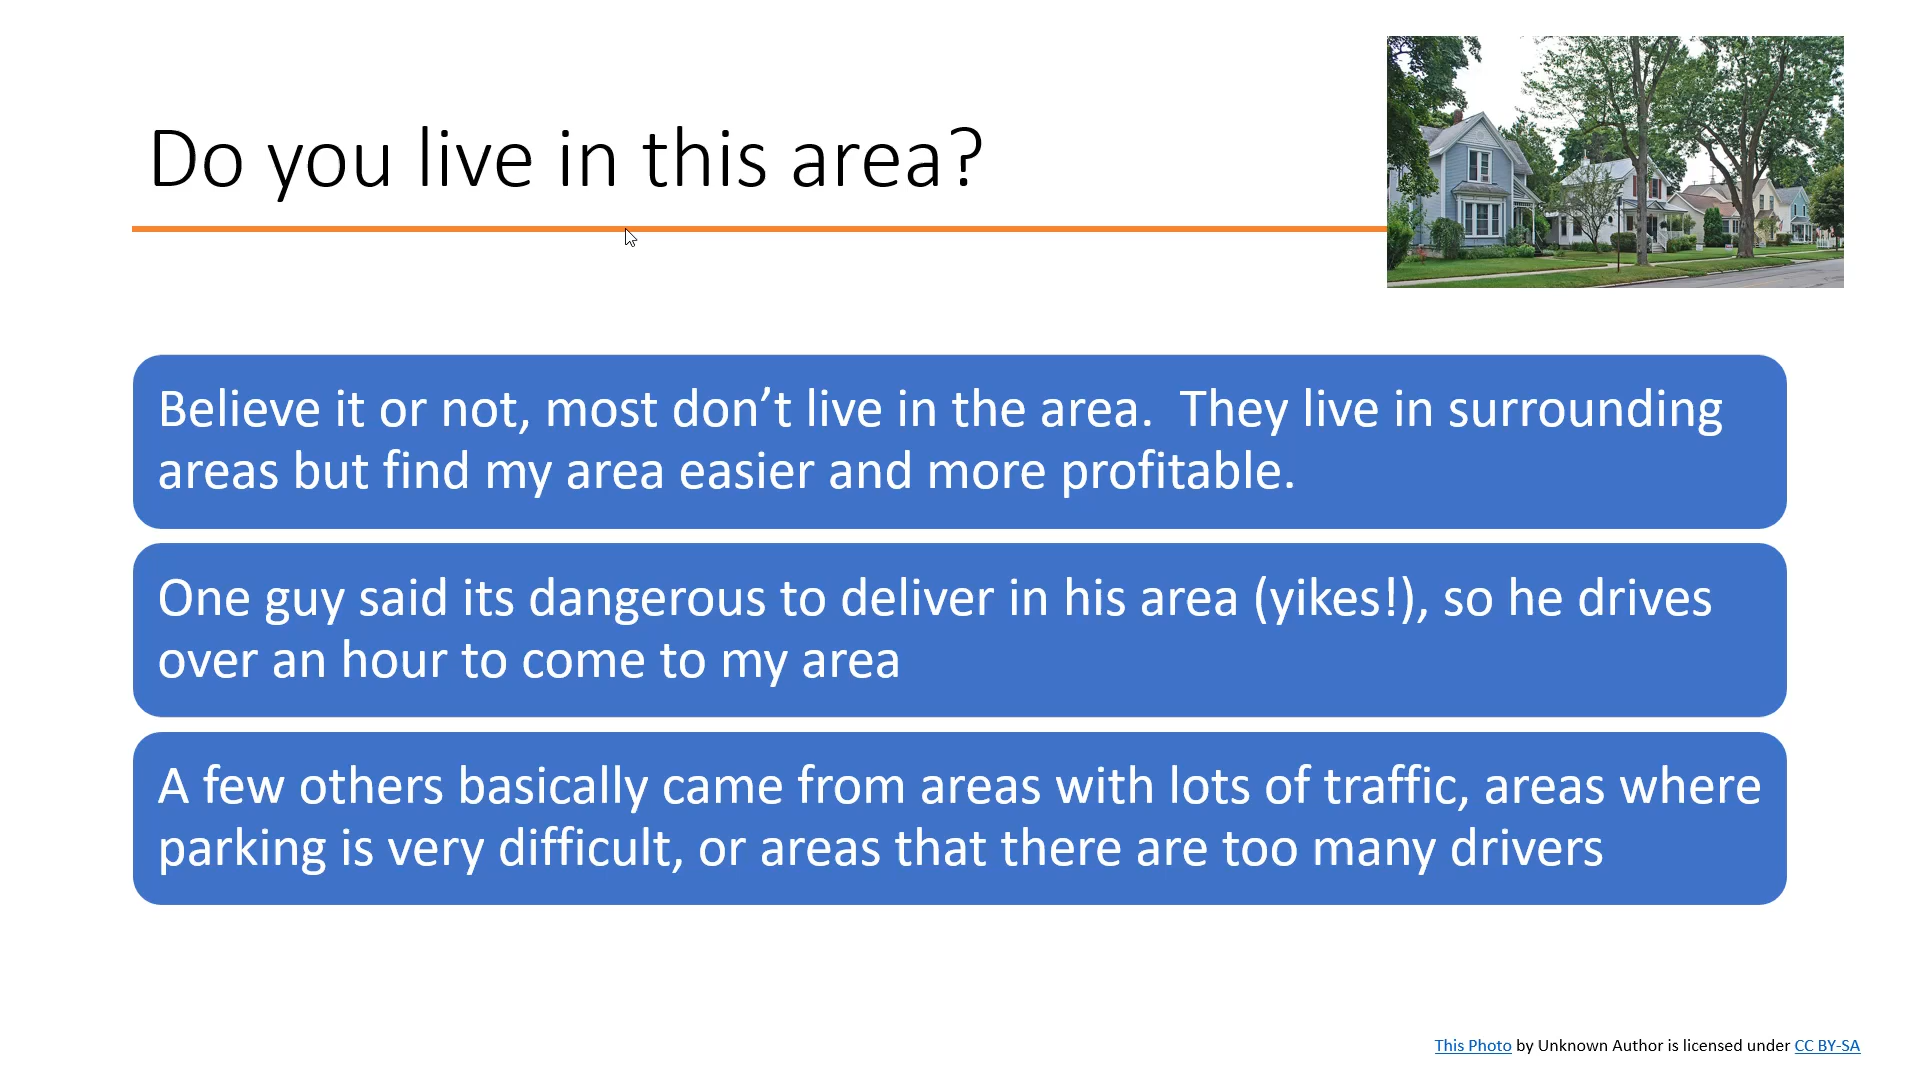 Do you live in this area?
Believe it or not, most don’t live in the area.  They live in surrounding
areas but find my area easier and more profitable.
One guy said its dangerous to deliver in his area (yikes!), so he drives
over an hour to come to my area
A few others basically came from areas with lots of traffic, areas where
parking is very difficult, or areas that there are too many drivers
This Photo by Unknown Author is licensed under CC BY-SA